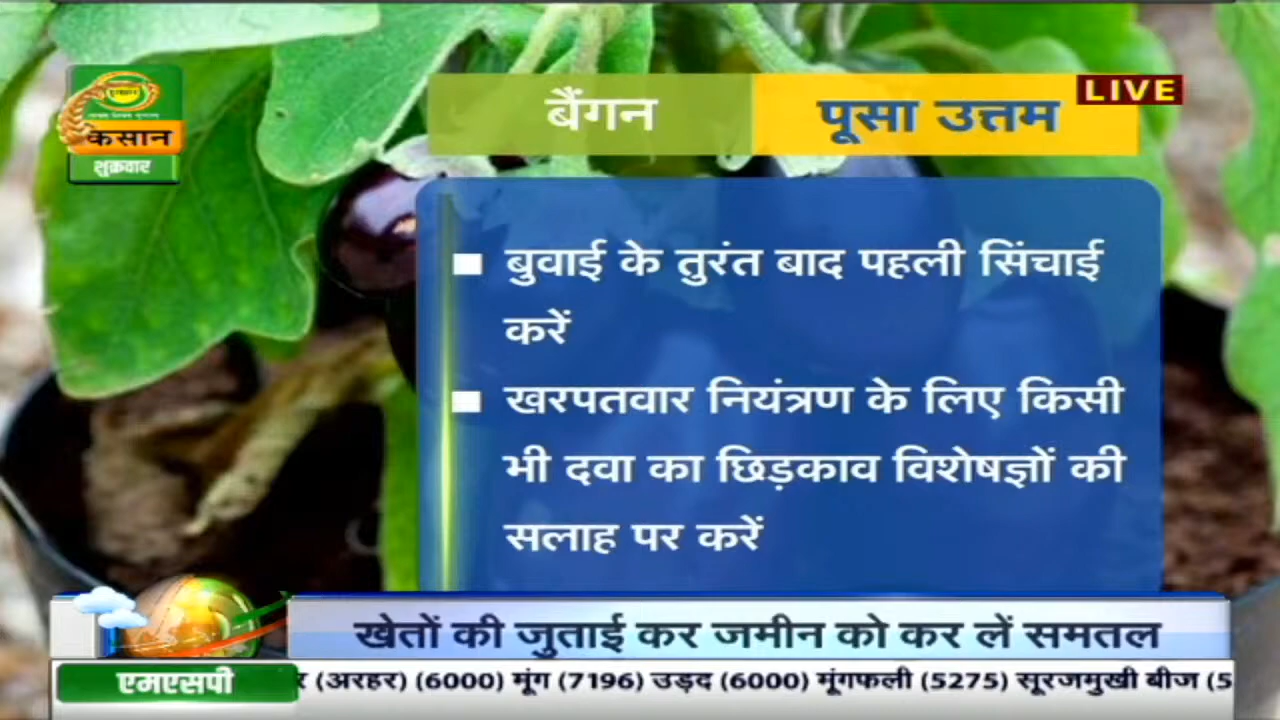 बैंगन
पूसा उत्तम
LIVE
किसान
शुक्रवार
बुवाई के तुरंत बाद पहली सिंचाई
करें
खरपतवार नियंत्रण के लिए किसी
भी दवा का छिड़काव विशेषज्ञों की
सलाह पर करें
खेतों की जुताई कर जमीन को कर लें समतल
एमएसपी
र (अरहर) (6000) मूंग (7196) उड़द (6000) मूंगफली (5275) सूरजमुखी बीज (5